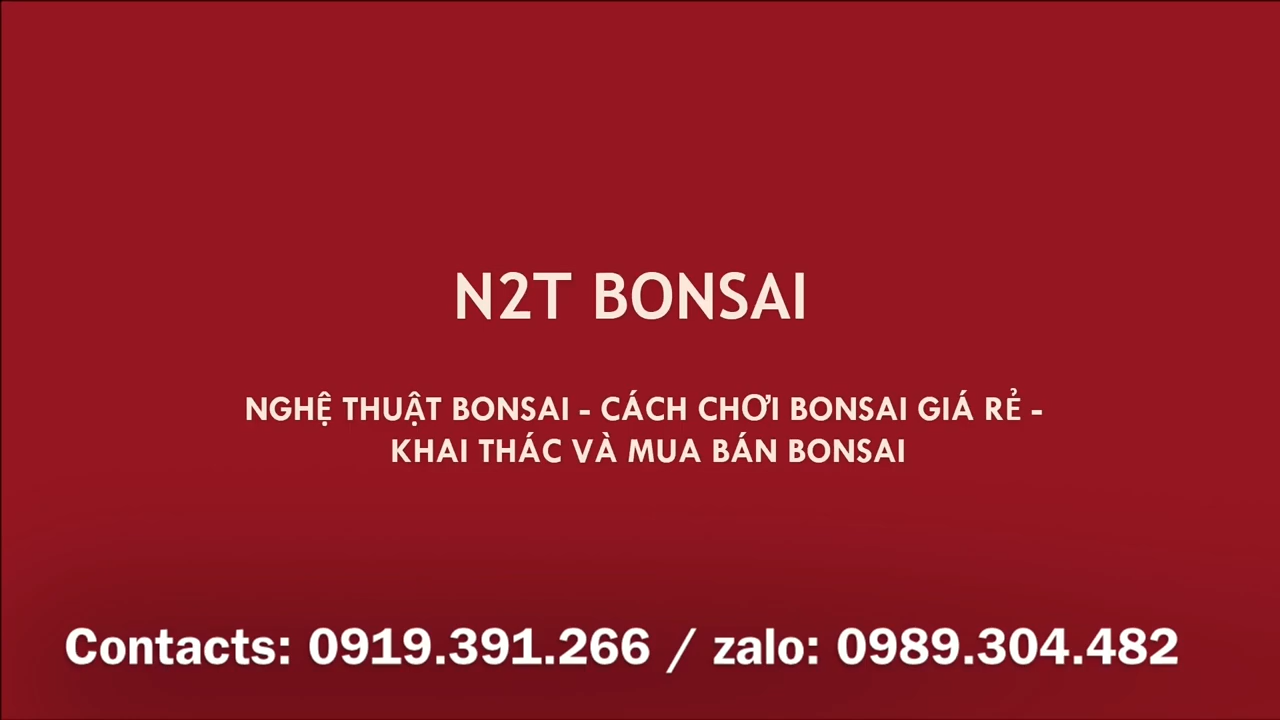 N2T BONSAI
NGHỆ THUẬT BONSAI - CÁCH CHƠI BONSAI GIÁ RẺ -
KHAI THÁC VÀ MUA BÁN BONSAI
Contacts: 0919.391.266 / zalo: 0989.304.482